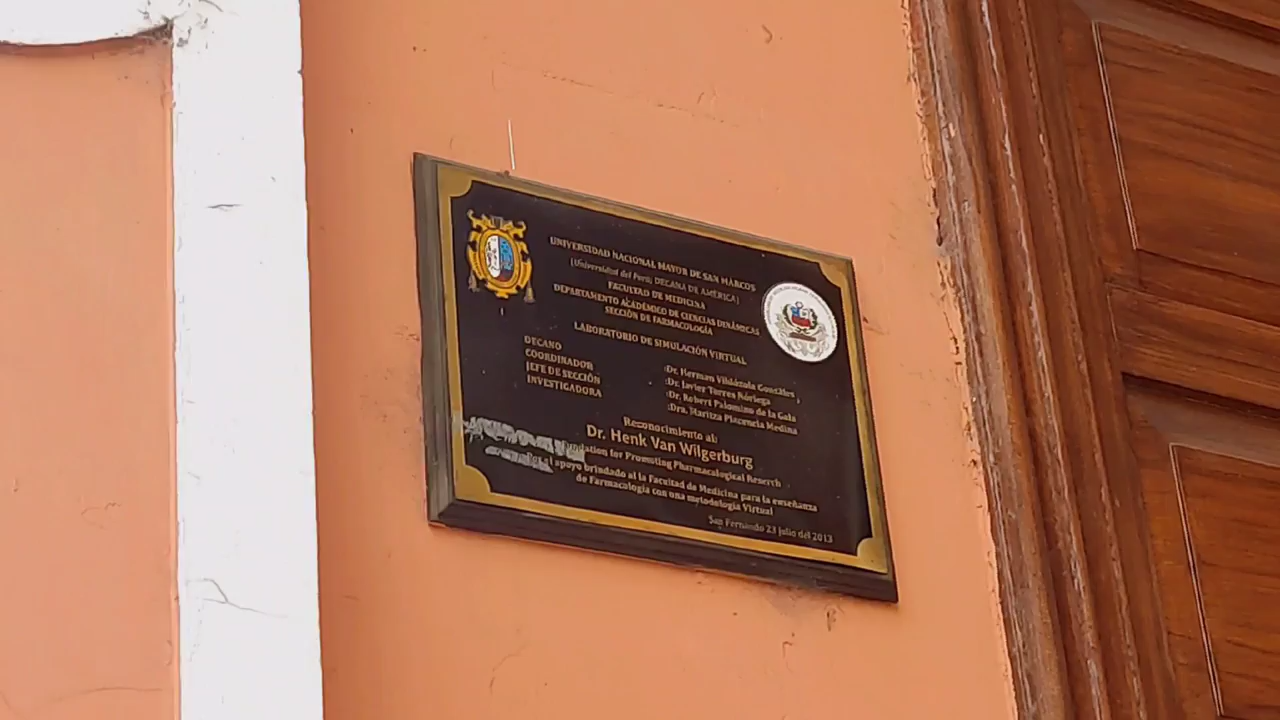 UNIVERSIDAD NACIONAL MAYOR DE SAN MARCOS
(Universidad del Perú, DECANA DE AMÉRICA)
FACULTAD DE MEDICINA
DEPARTAMENTO ACADÉMICO DE CIENCIAS DINÁMICAS
SECCIÓN DE FARMACOLOGÍA
LABORATORIO DE SIMULACIÓN VIRTUAL
DECANO :Dr. Herman Vildózola Gonzáles
COORDINADOR :Dr. Javier Torres Nóriega
JEFE DE SECCIÓN :Dr. Robert Palomino de la Gala
INVESTIGADORA :Dra. Maritza Placencia Medina
Reconocimiento al:
Dr. Henk Van Wilgerburg
Fundation for Promoting Pharmacological Reserch
Por el apoyo brindado al la Facultad de Medicina para la enseñanza
de Farmacología con una metodología Virtual
San Fernando 23 julio del 2013